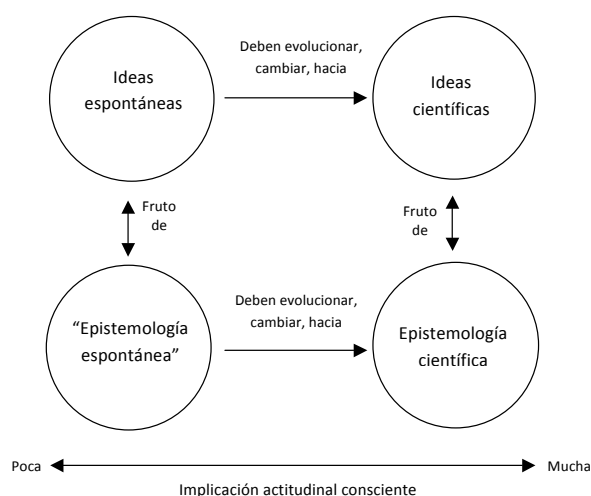 Deben evolucionar,
cambiar, hacia
Ideas
espontáneas
Ideas
científicas
Fruto
de
Fruto
de
Deben evolucionar,
cambiar, hacia
“Epistemología
espontánea”
Epistemología
científica
Poca
Mucha
Implicación actitudinal consciente